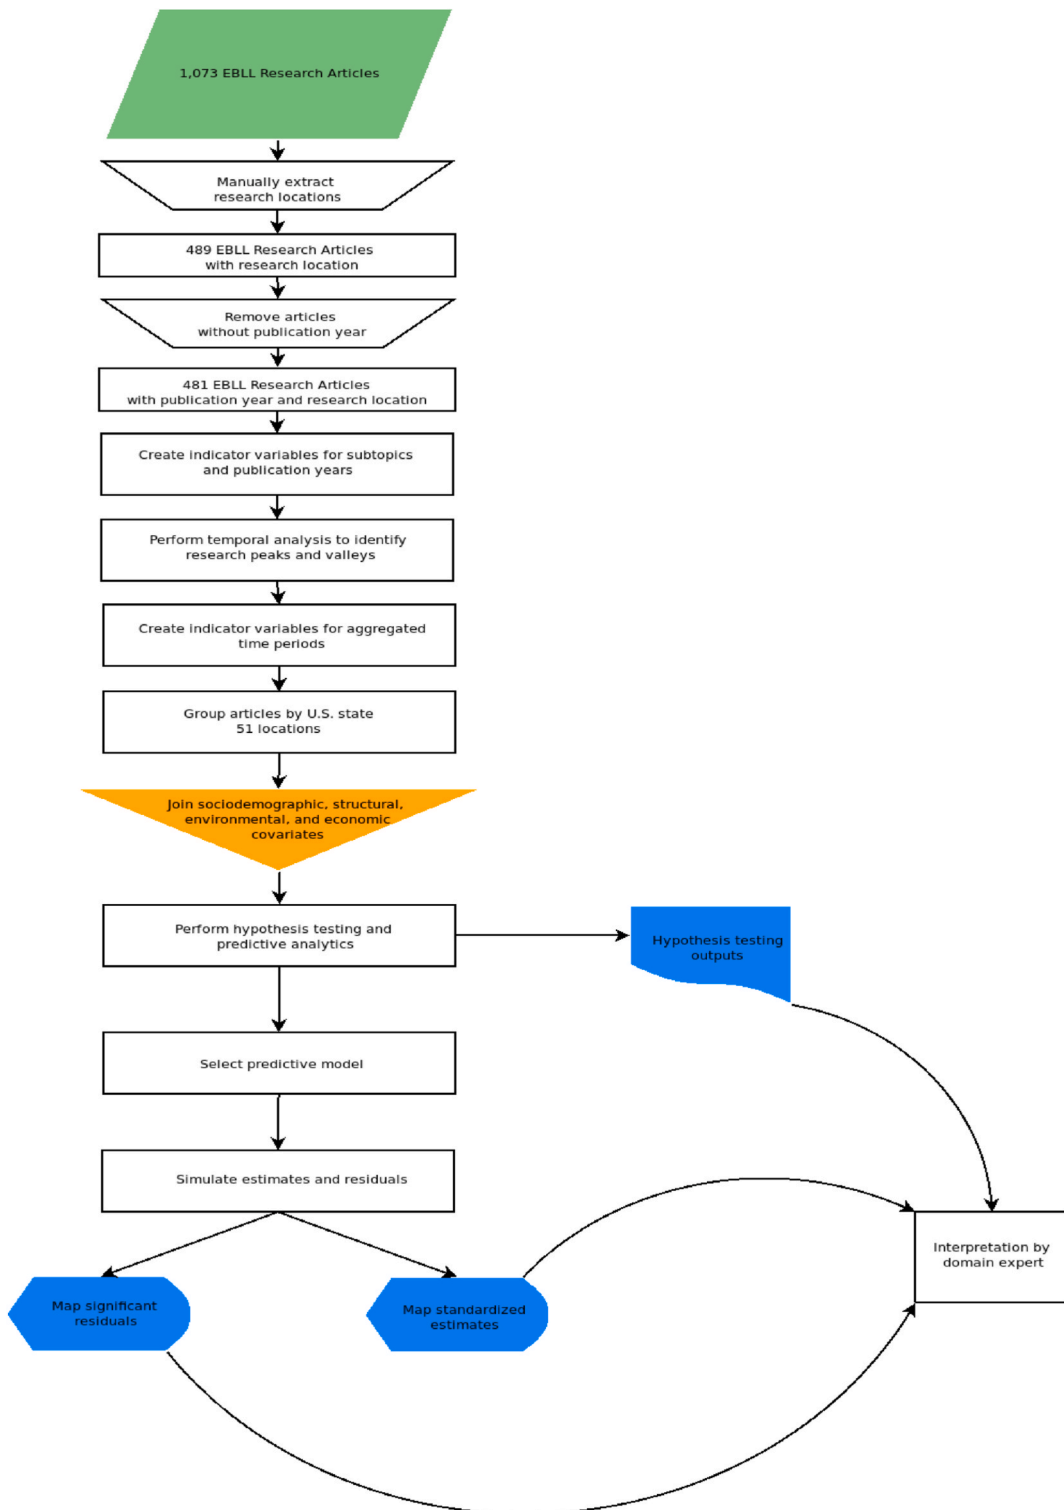 1,073 EBLL Research Articles
Manually extract
research locations
489 EBLL Research Articles
with research location
Remove articles
without publication year
481 EBLL Research Articles
with publication year and research location
Create indicator variables for subtopics
and publication years
Perform temporal analysis to identify
research peaks and valleys
Create indicator variables for aggregated
time periods
Group articles by U.S. state
51 locations
Join sociodemographic, structural,
environmental, and economic
covariates
Perform hypothesis testing and
predictive analytics
Hypothesis testing
outputs
Select predictive model
Simulate estimates and residuals
Map significant
residuals
Map standardized
estimates
Interpretation by
domain expert